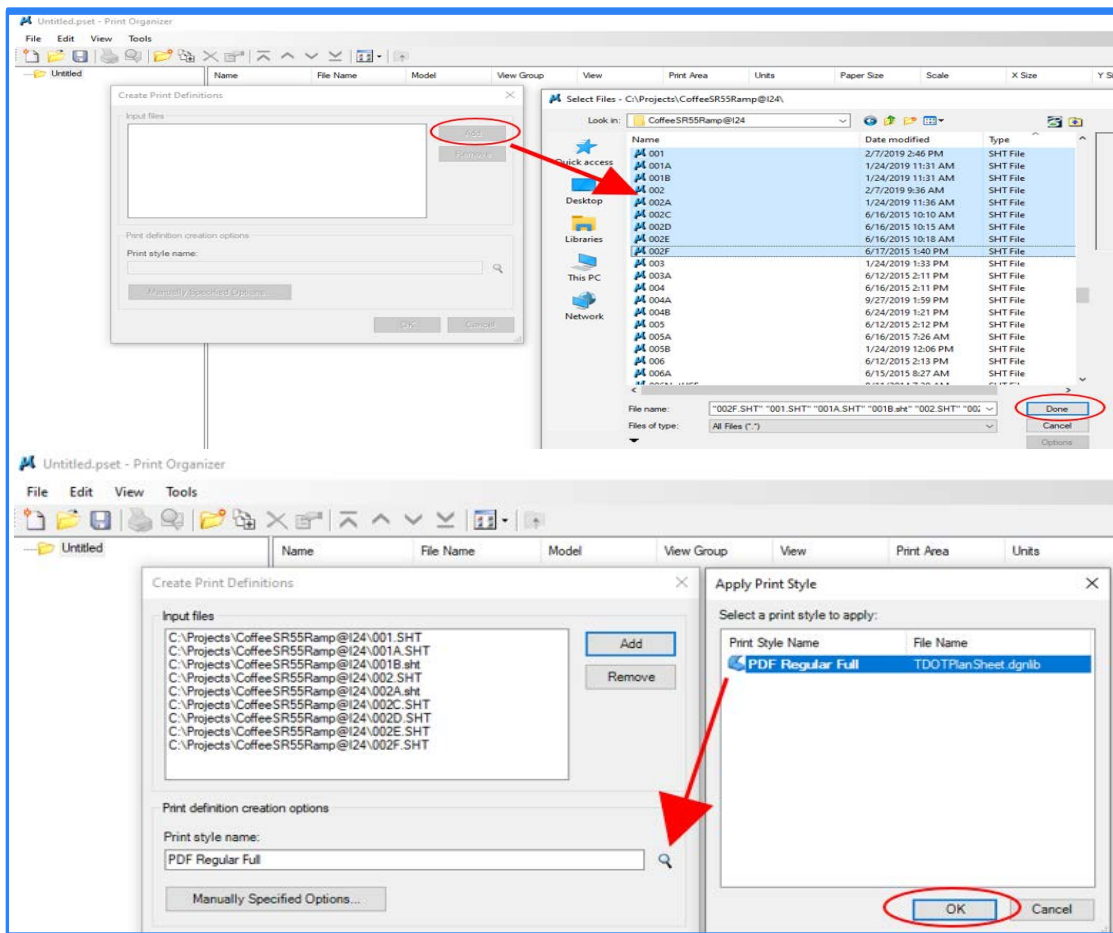 Untitled.pset - Print Organizer
File Edit View Tools
Untitled
Name File Name Model View Group View Print Area Units Paper Size Scale X Size Y Si
Create Print Definitions
Input files
Add
Remove
Print definition creation options
Print style name:
Manually Specified Options...
OK Cancel
Select Files - C:\Projects\CoffeeSR55Ramp@I24\
Look in: CoffeeSR55Ramp@I24
Quick access
Desktop
Libraries
This PC
Network
Name Date modified Type
001 2/7/2019 2:46 PM SHT File
001A 1/24/2019 11:31 AM SHT File
001B 1/24/2019 11:31 AM SHT File
002 2/7/2019 9:36 AM SHT File
002A 1/24/2019 11:36 AM SHT File
002C 6/16/2015 10:10 AM SHT File
002D 6/16/2015 10:15 AM SHT File
002E 6/16/2015 10:18 AM SHT File
002F 6/17/2015 1:40 PM SHT File
003 1/24/2019 1:33 PM SHT File
003A 6/12/2015 2:11 PM SHT File
004 6/16/2015 2:11 PM SHT File
004A 9/27/2019 1:59 PM SHT File
004B 6/24/2019 1:21 PM SHT File
005 6/12/2015 2:12 PM SHT File
005A 6/16/2015 7:26 AM SHT File
005B 1/24/2019 12:06 PM SHT File
006 6/12/2015 2:13 PM SHT File
006A 6/15/2015 8:27 AM SHT File
File name: "002F.SHT" "001.SHT" "001A.SHT" "001B.sht" "002.SHT" "002 Done
Files of type: All Files (*.*) Cancel
Options
Untitled.pset - Print Organizer
File Edit View Tools
Untitled
Name File Name Model View Group View Print Area Units
Create Print Definitions
Input files
C:\Projects\CoffeeSR55Ramp@I24\001.SHT
C:\Projects\CoffeeSR55Ramp@I24\001A.SHT
C:\Projects\CoffeeSR55Ramp@I24\001B.sht
C:\Projects\CoffeeSR55Ramp@I24\002.SHT
C:\Projects\CoffeeSR55Ramp@I24\002A.sht
C:\Projects\CoffeeSR55Ramp@I24\002C.SHT
C:\Projects\CoffeeSR55Ramp@I24\002D.SHT
C:\Projects\CoffeeSR55Ramp@I24\002E.SHT
C:\Projects\CoffeeSR55Ramp@I24\002F.SHT
Add
Remove
Print definition creation options
Print style name:
PDF Regular Full
Manually Specified Options...
Apply Print Style
Select a print style to apply:
Print Style Name File Name
PDF Regular Full TDOTPlanSheet.dgnlib
OK Cancel